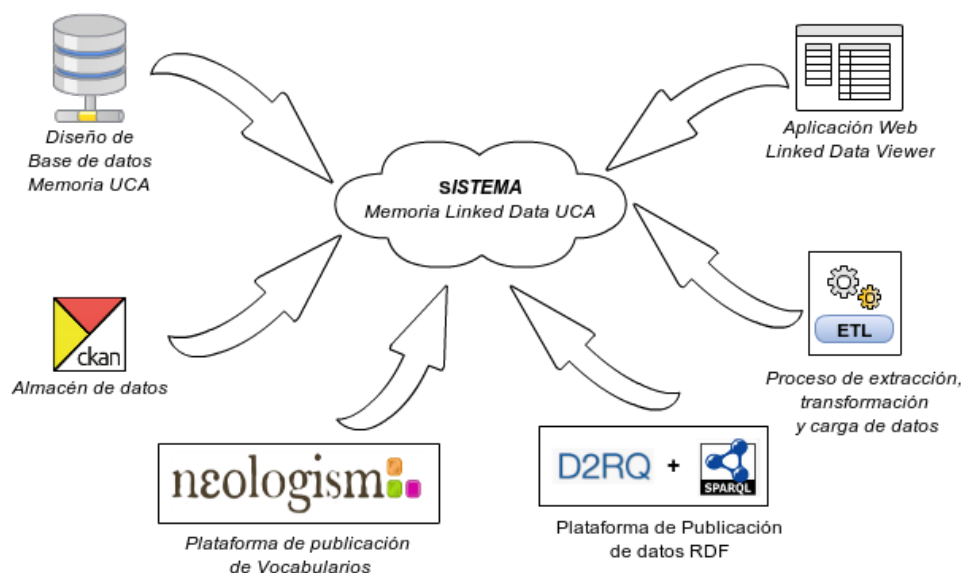 Diseño de
Base de datos
Memoria UCA
Aplicación Web
Linked Data Viewer
SISTEMA
Memoria Linked Data UCA
ckan
Almacén de datos
ETL
Proceso de extracción,
transformación
y carga de datos
nεologism
Plataforma de publicación
de Vocabularios
D2RQ +
SPARQL
Plataforma de Publicación
de datos RDF